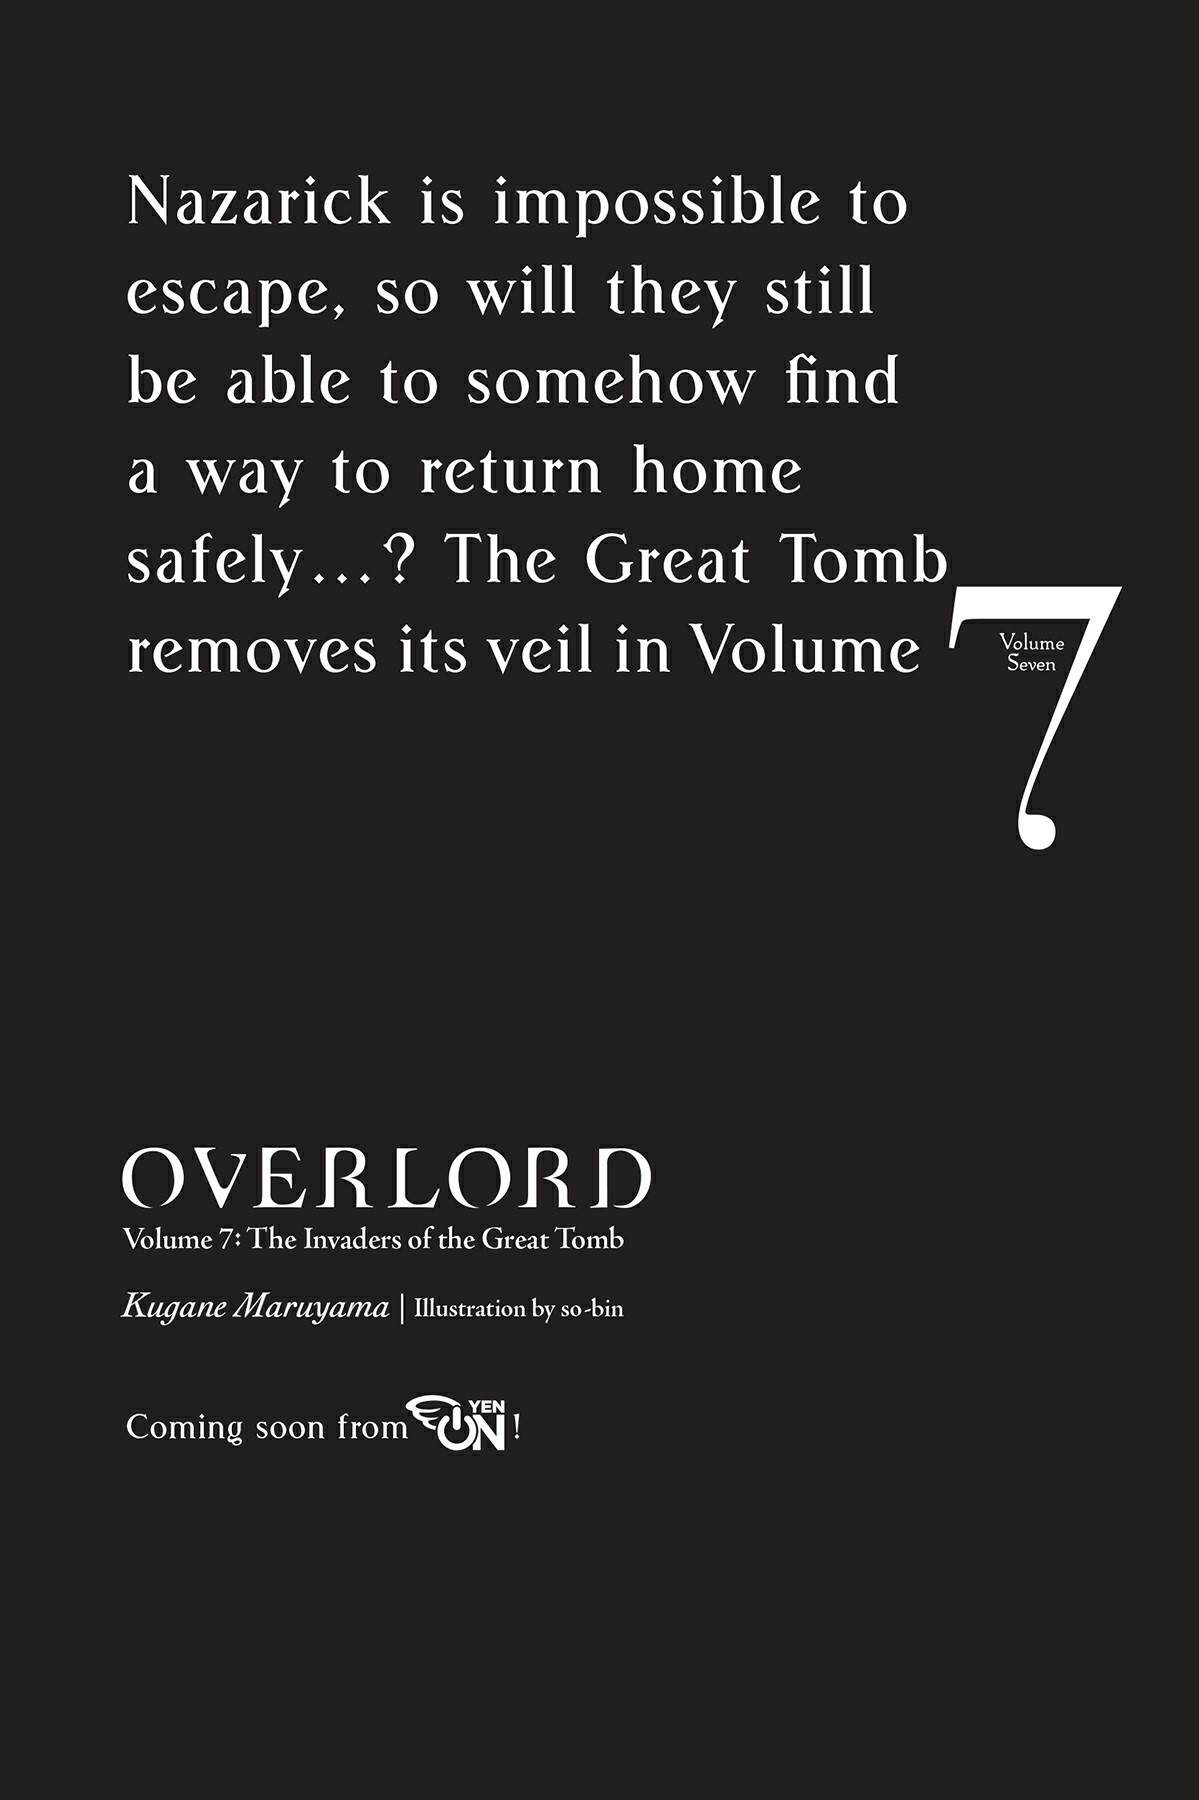 Nazarick is impossible to
escape, so will they still
be able to somehow find
a way to return home
safely...? The Great Tomb
removes its veil in Volume 7
Volume
Seven
OVERLORD
Volume 7: The Invaders of the Great Tomb
Kugane Maruyama | Illustration by so-bin
Coming soon from YEN ON!